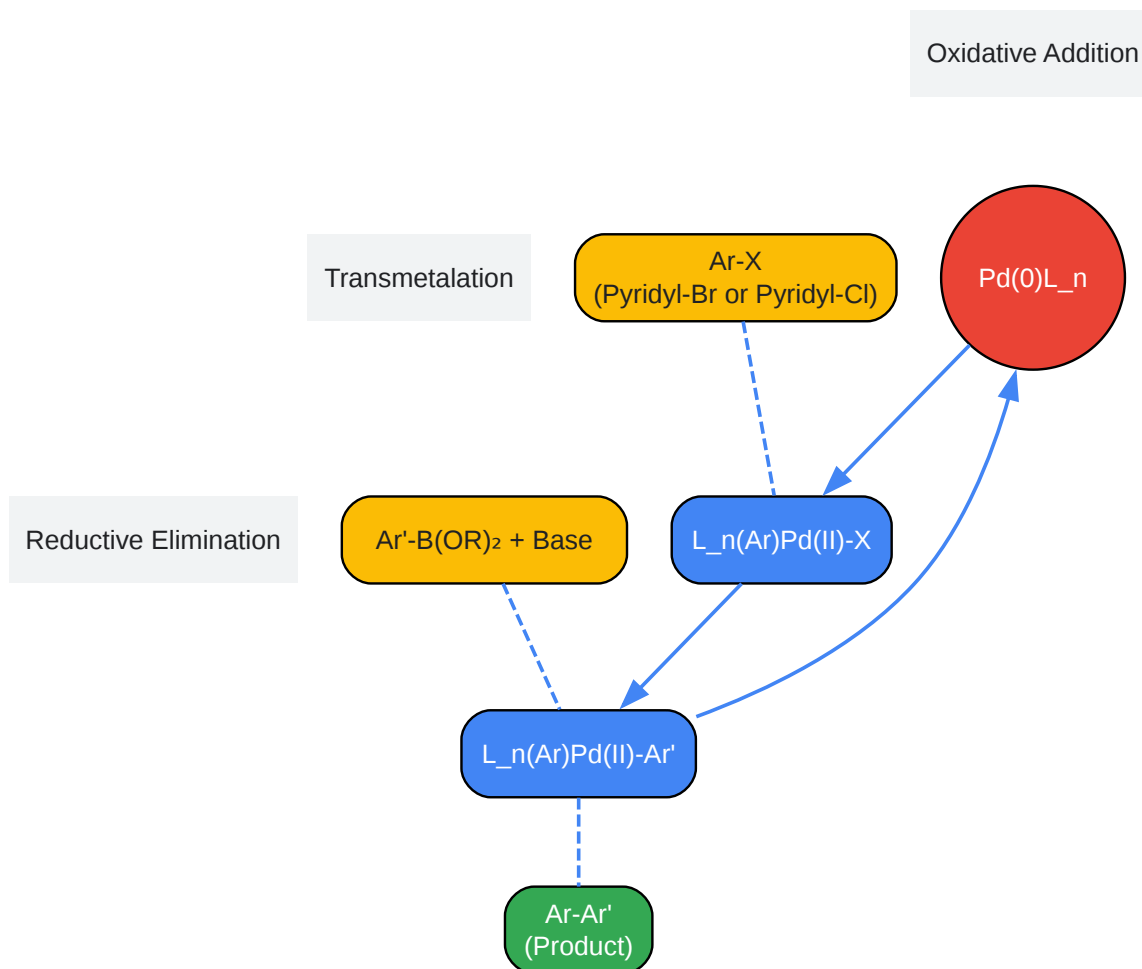 Oxidative Addition
Transmetalation
Ar-X
(Pyridyl-Br or Pyridyl-Cl)
Pd(0)L_n
Reductive Elimination
Ar'-B(OR)₂ + Base
L_n(Ar)Pd(II)-X
L_n(Ar)Pd(II)-Ar'
Ar-Ar'
(Product)